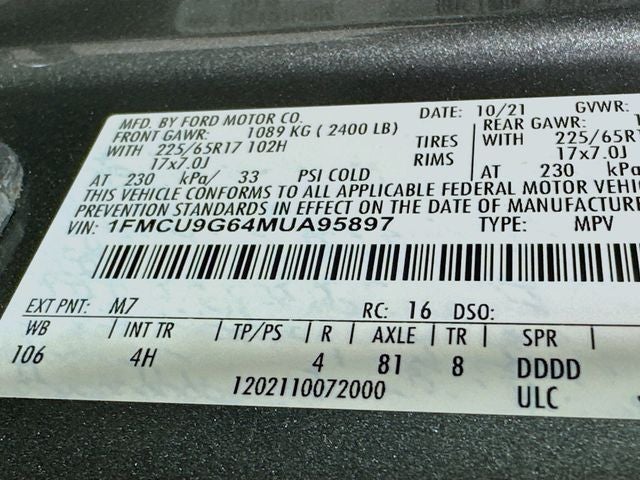 MFD. BY FORD MOTOR CO. DATE: 10/21 GVWR:
FRONT GAWR: 1089 KG ( 2400 LB) REAR GAWR:
WITH 225/65R17 102H TIRES WITH 225/65R
17x7.0J RIMS 17x7.0J
AT 230 kPa/ 33 PSI COLD AT 230 kPa/
THIS VEHICLE CONFORMS TO ALL APPLICABLE FEDERAL MOTOR VEHIC
PREVENTION STANDARDS IN EFFECT ON THE DATE OF MANUFACTURE
VIN: 1FMCU9G64MUA95897 TYPE: MPV
EXT PNT: M7 RC: 16 DSO:
WB INT TR TP/PS R AXLE TR SPR
106 4H 4 81 8 DDDD
1202110072000 ULC